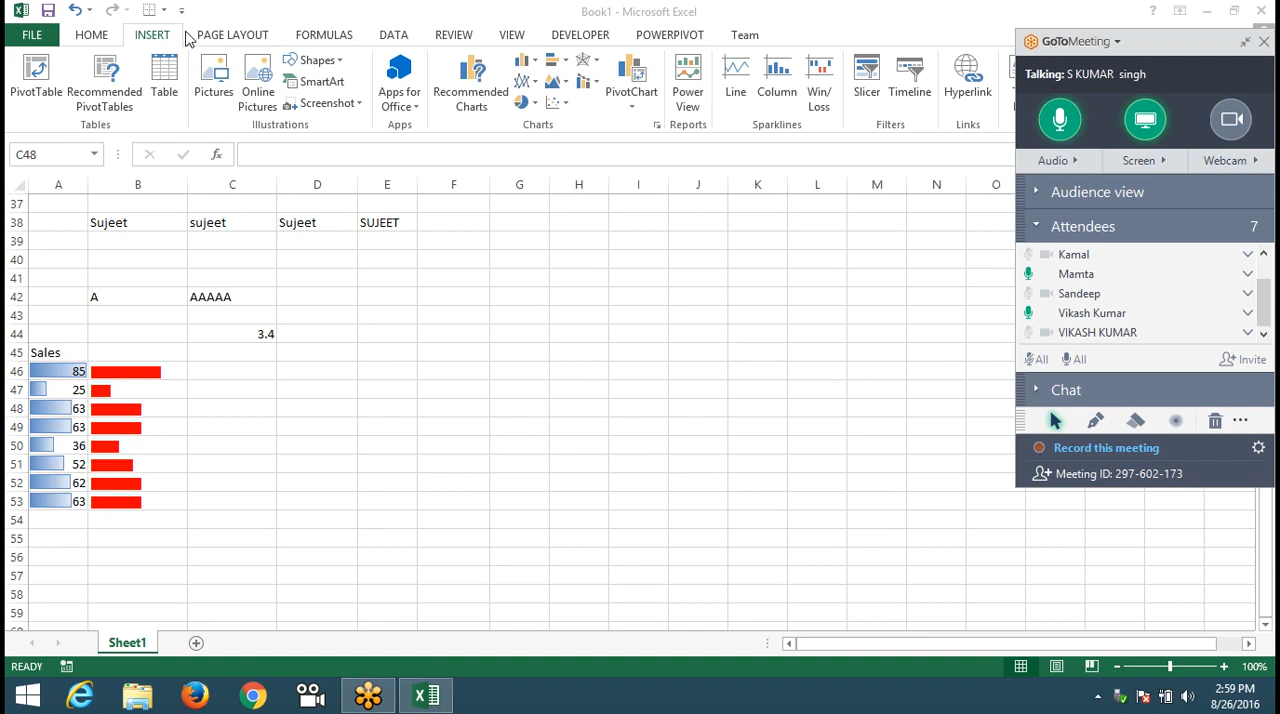 Book1 - Microsoft Excel
FILE HOME INSERT PAGE LAYOUT FORMULAS DATA REVIEW VIEW DEVELOPER POWERPIVOT Team
PivotTable Recommended PivotTables Table
Tables
Pictures Online Pictures
Shapes
SmartArt
Screenshot
Illustrations
Apps for Office
Apps
Recommended Charts
PivotChart
Charts
Power View
Reports
Line Column Win/Loss
Sparklines
Slicer Timeline
Filters
Hyperlink
Links
C48
A B C D E F G H I J K L M N O
37
38 Sujeet sujeet Sujeet SUJEET
39
40
41
42 A AAAAA
43
44 3.4
45 Sales
46 85
47 25
48 63
49 63
50 36
51 52
52 62
53 63
54
55
56
57
58
59
Sheet1
READY
100%
GoToMeeting
Talking: S KUMAR singh
Audio Screen Webcam
Audience view
Attendees 7
Kamal
Mamta
Sandeep
Vikash Kumar
VIKASH KUMAR
All All Invite
Chat
Record this meeting
Meeting ID: 297-602-173
2:59 PM
8/26/2016